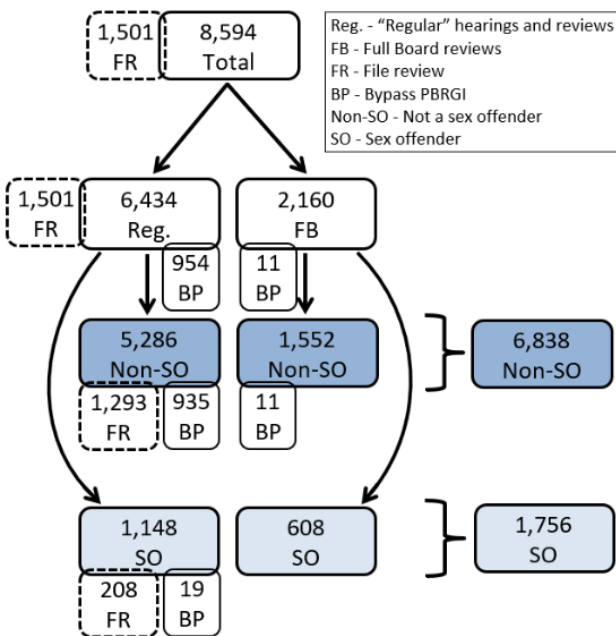 1,501
FR
8,594
Total
Reg. - “Regular” hearings and reviews
FB - Full Board reviews
FR - File review
BP - Bypass PBRGI
Non-SO - Not a sex offender
SO - Sex offender
1,501
FR
6,434
Reg.
2,160
FB
954
BP
11
BP
5,286
Non-SO
1,552
Non-SO
6,838
Non-SO
1,293
FR
935
BP
11
BP
1,148
SO
608
SO
1,756
SO
208
FR
19
BP